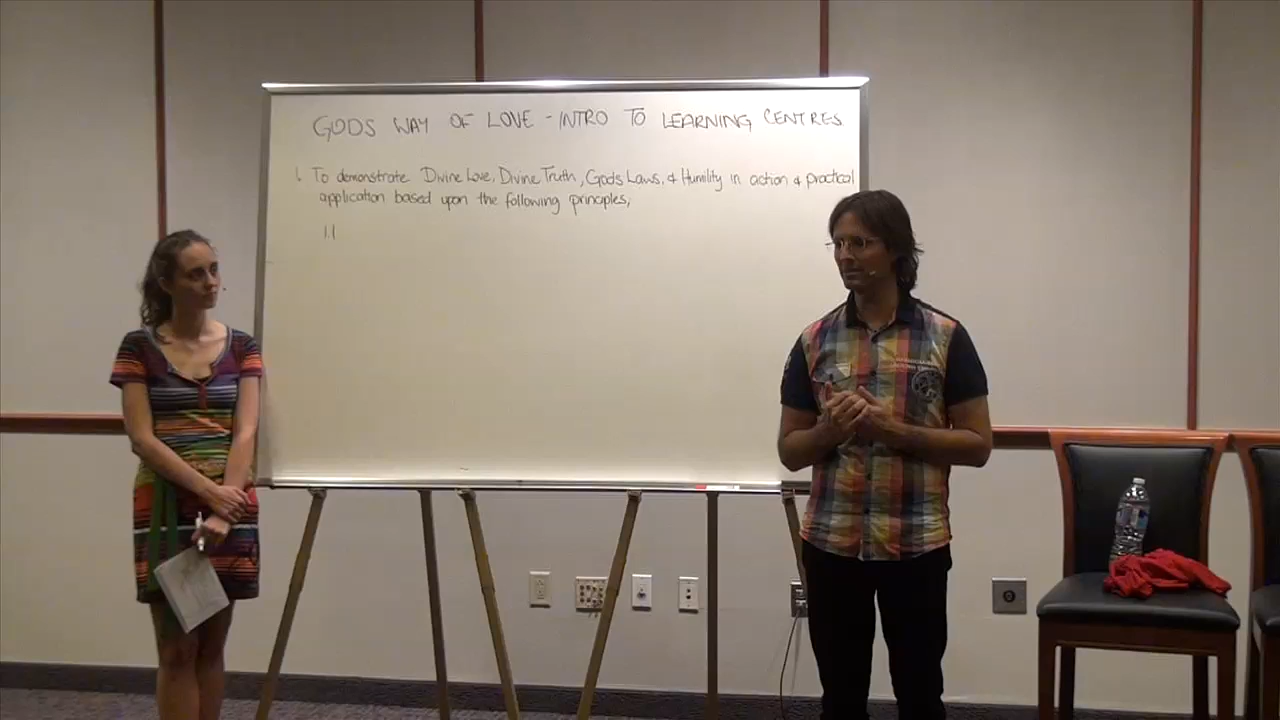 GODS WAY OF LOVE - INTRO TO LEARNING CENTRES
1. To demonstrate Divine Love, Divine Truth, Gods Laws, & Humility in action & practical
application based upon the following principles,
1.1